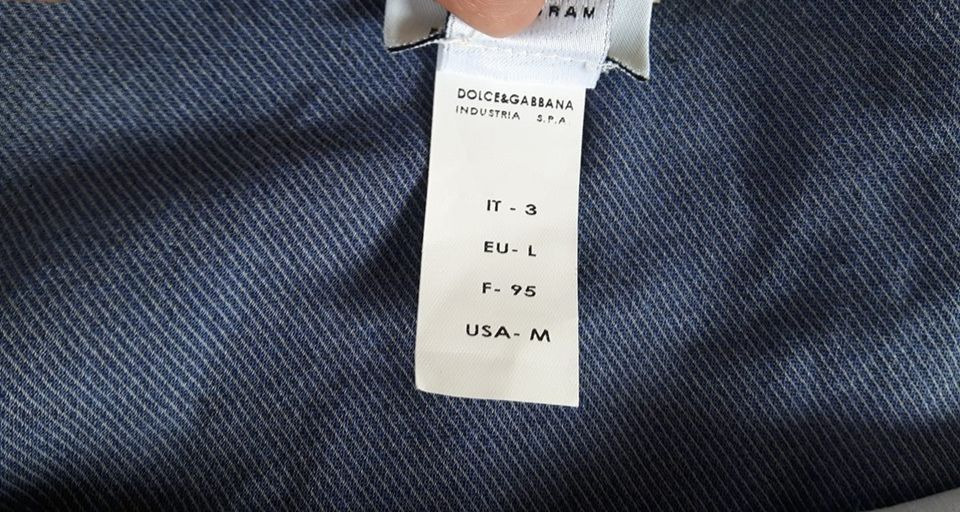 DOLCE&GABBANA
INDUSTRIA S.P.A
IT - 3
EU- L
F- 95
USA- M